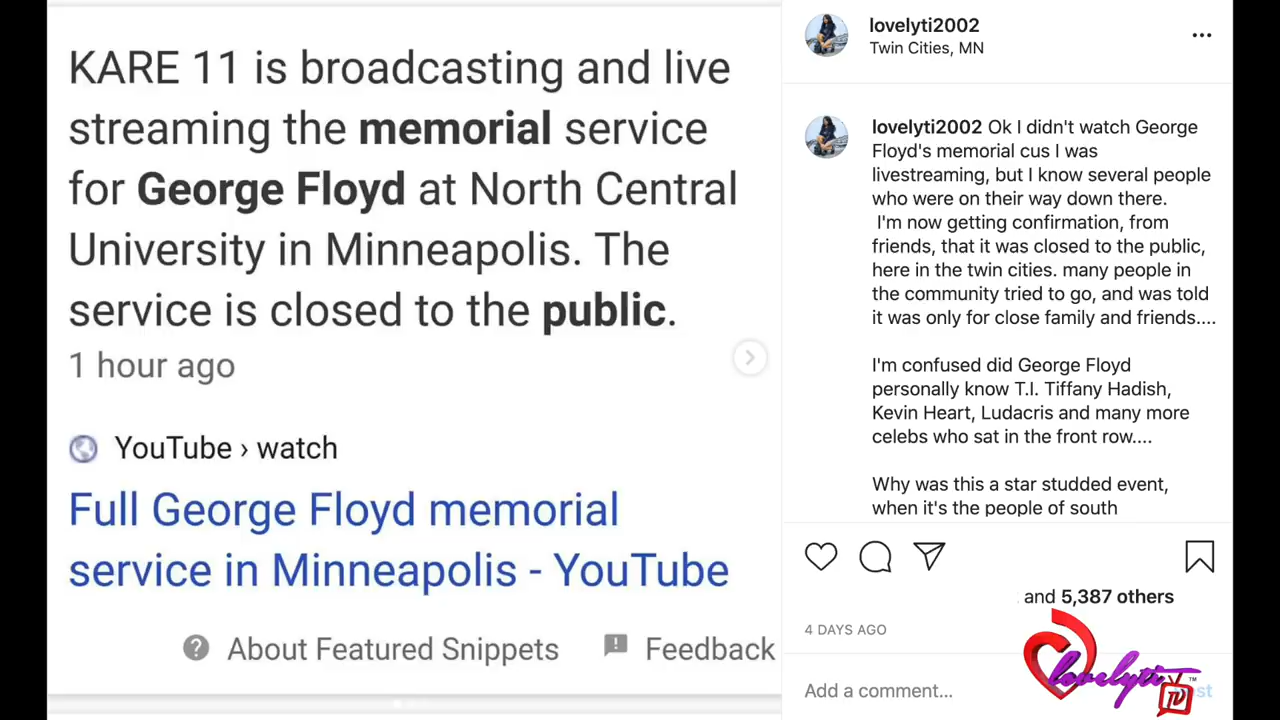 KARE 11 is broadcasting and live
streaming the memorial service
for George Floyd at North Central
University in Minneapolis. The
service is closed to the public.
1 hour ago
YouTube › watch
Full George Floyd memorial
service in Minneapolis - YouTube
About Featured Snippets
Feedback
lovelyti2002
Twin Cities, MN
lovelyti2002 Ok I didn't watch George
Floyd's memorial cus I was
livestreaming, but I know several people
who were on their way down there.
I'm now getting confirmation, from
friends, that it was closed to the public,
here in the twin cities. many people in
the community tried to go, and was told
it was only for close family and friends....
I'm confused did George Floyd
personally know T.I. Tiffany Hadish,
Kevin Heart, Ludacris and many more
celebs who sat in the front row....
Why was this a star studded event,
when it's the people of south
and 5,387 others
4 DAYS AGO
Add a comment...
lovelyti
TV™